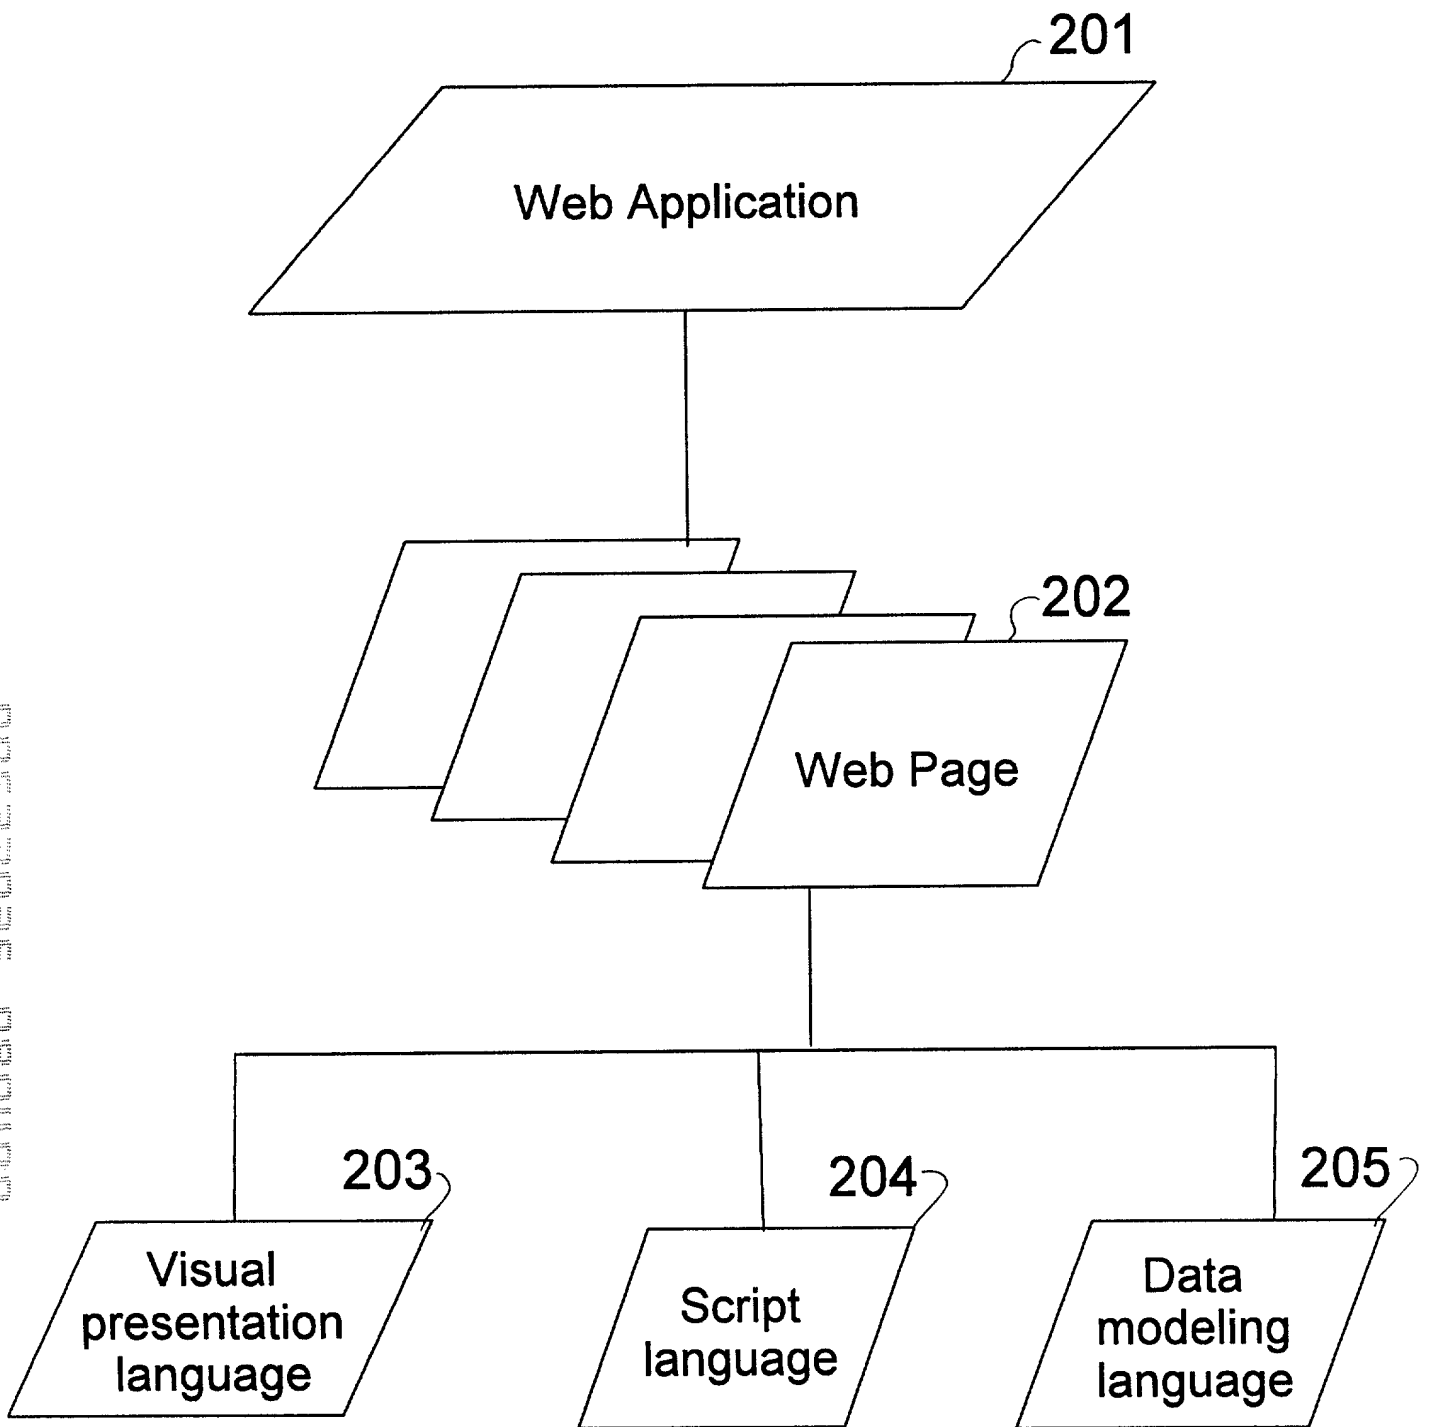 201
Web Application
202
Web Page
203
204
205
Visual
presentation
language
Script
language
Data
modeling
language